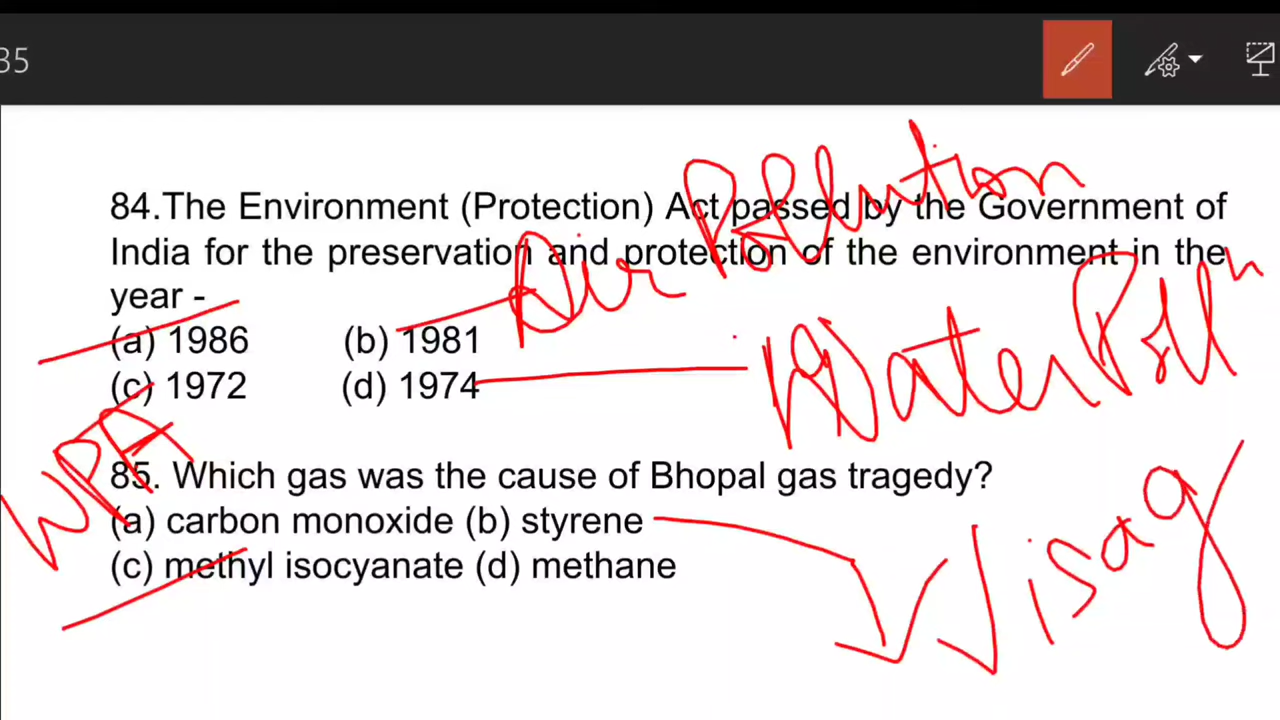 35
Air Pollution
84.The Environment (Protection) Act passed by the Government of
India for the preservation and protection of the environment in the
year -
(a) 1986 (b) 1981
(c) 1972 (d) 1974
Water Pollⁿ
WPA
85. Which gas was the cause of Bhopal gas tragedy?
(a) carbon monoxide (b) styrene
(c) methyl isocyanate (d) methane
Visag